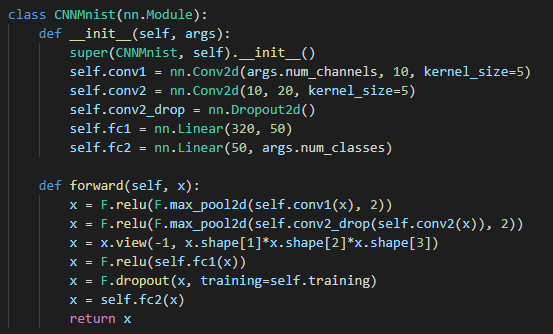 class CNNMnist(nn.Module):
    def __init__(self, args):
        super(CNNMnist, self).__init__()
        self.conv1 = nn.Conv2d(args.num_channels, 10, kernel_size=5)
        self.conv2 = nn.Conv2d(10, 20, kernel_size=5)
        self.conv2_drop = nn.Dropout2d()
        self.fc1 = nn.Linear(320, 50)
        self.fc2 = nn.Linear(50, args.num_classes)

    def forward(self, x):
        x = F.relu(F.max_pool2d(self.conv1(x), 2))
        x = F.relu(F.max_pool2d(self.conv2_drop(self.conv2(x)), 2))
        x = x.view(-1, x.shape[1]*x.shape[2]*x.shape[3])
        x = F.relu(self.fc1(x))
        x = F.dropout(x, training=self.training)
        x = self.fc2(x)
        return x